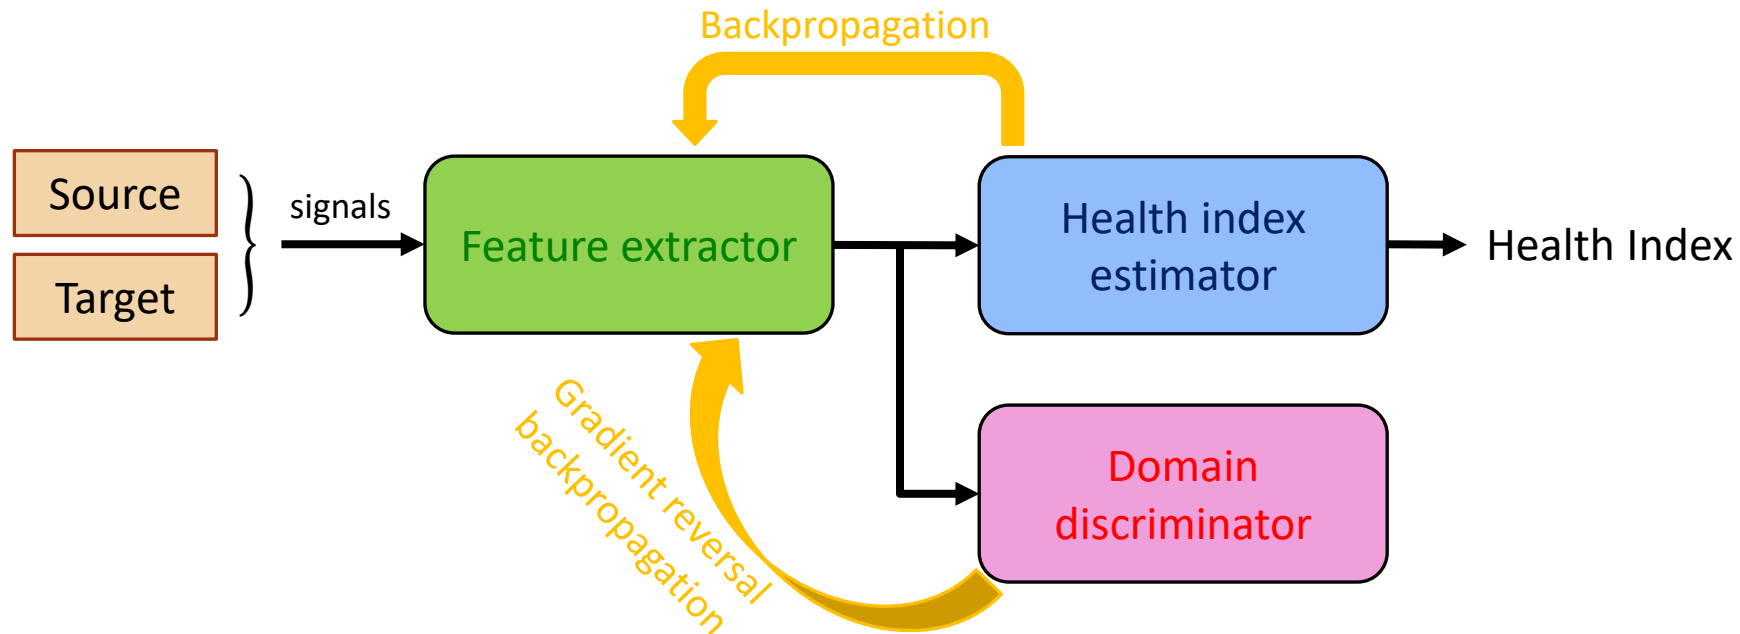 Backpropagation
Source
Target
signals
Feature extractor
Health index
estimator
Health Index
Gradient reversal
backpropagation
Domain
discriminator